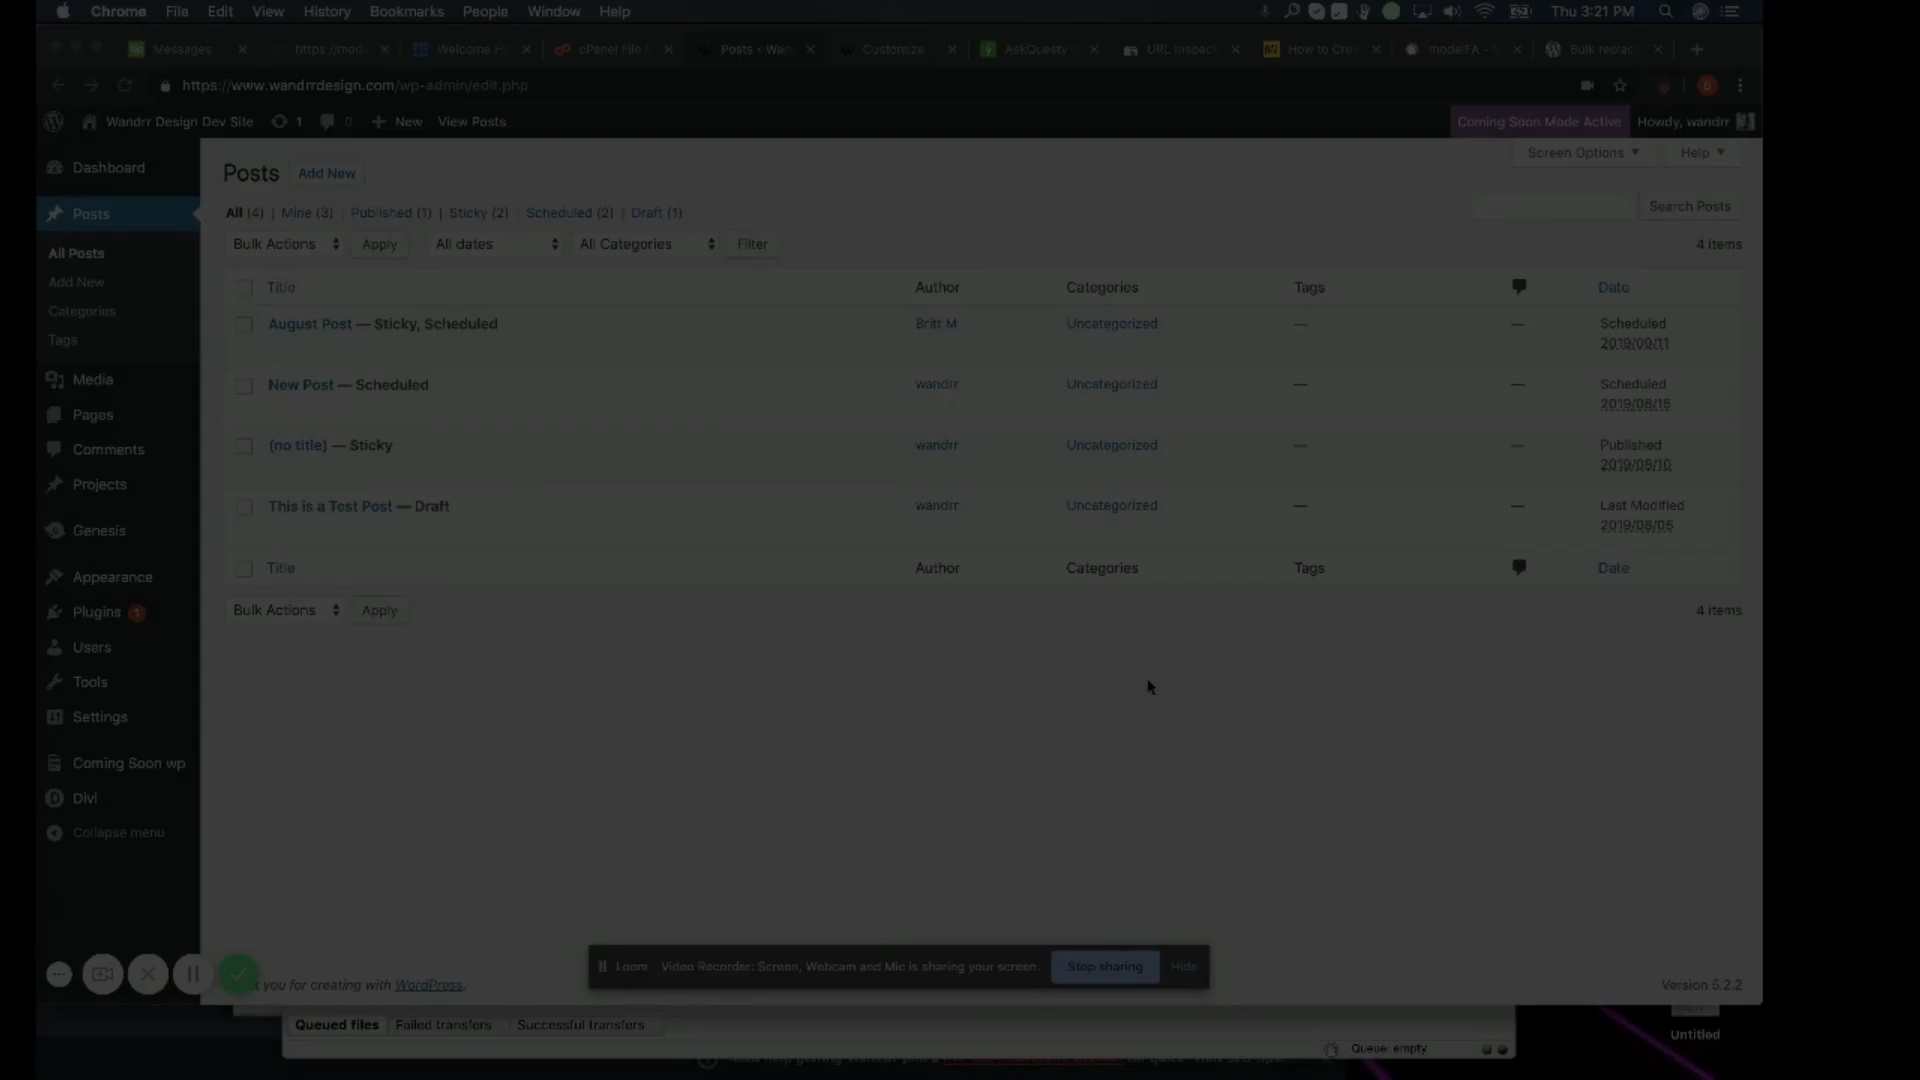 Chrome File Edit View History Bookmarks People Window Help Thu 3:21 PM
Messages https://mod Welcome H cPanel File Posts ‹ Wan Customize AskQuesty URL Inspec How to Crea modelFA - Bulk replac
https://www.wandrrdesign.com/wp-admin/edit.php
Wandrr Design Dev Site 1 0 New View Posts Coming Soon Mode Active Howdy, wandrr
Screen Options Help
Dashboard
Posts
All Posts
Add New
Categories
Tags
Media
Pages
Comments
Projects
Genesis
Appearance
Plugins 1
Users
Tools
Settings
Coming Soon wp
Divi
Collapse menu
Posts Add New
All (4) | Mine (3) | Published (1) | Sticky (2) | Scheduled (2) | Draft (1)
Search Posts
Bulk Actions Apply All dates All Categories Filter 4 items
Title Author Categories Tags Date
August Post — Sticky, Scheduled Britt M Uncategorized — — Scheduled
2019/09/11
New Post — Scheduled wandrr Uncategorized — — Scheduled
2019/08/15
(no title) — Sticky wandrr Uncategorized — — Published
2019/08/10
This is a Test Post — Draft wandrr Uncategorized — — Last Modified
2019/08/05
Title Author Categories Tags Date
Bulk Actions Apply 4 items
Loom - Video Recorder: Screen, Webcam and Mic is sharing your screen. Stop sharing Hide
you for creating with WordPress. Version 5.2.2
Queued files Failed transfers Successful transfers
Untitled
Queue: empty